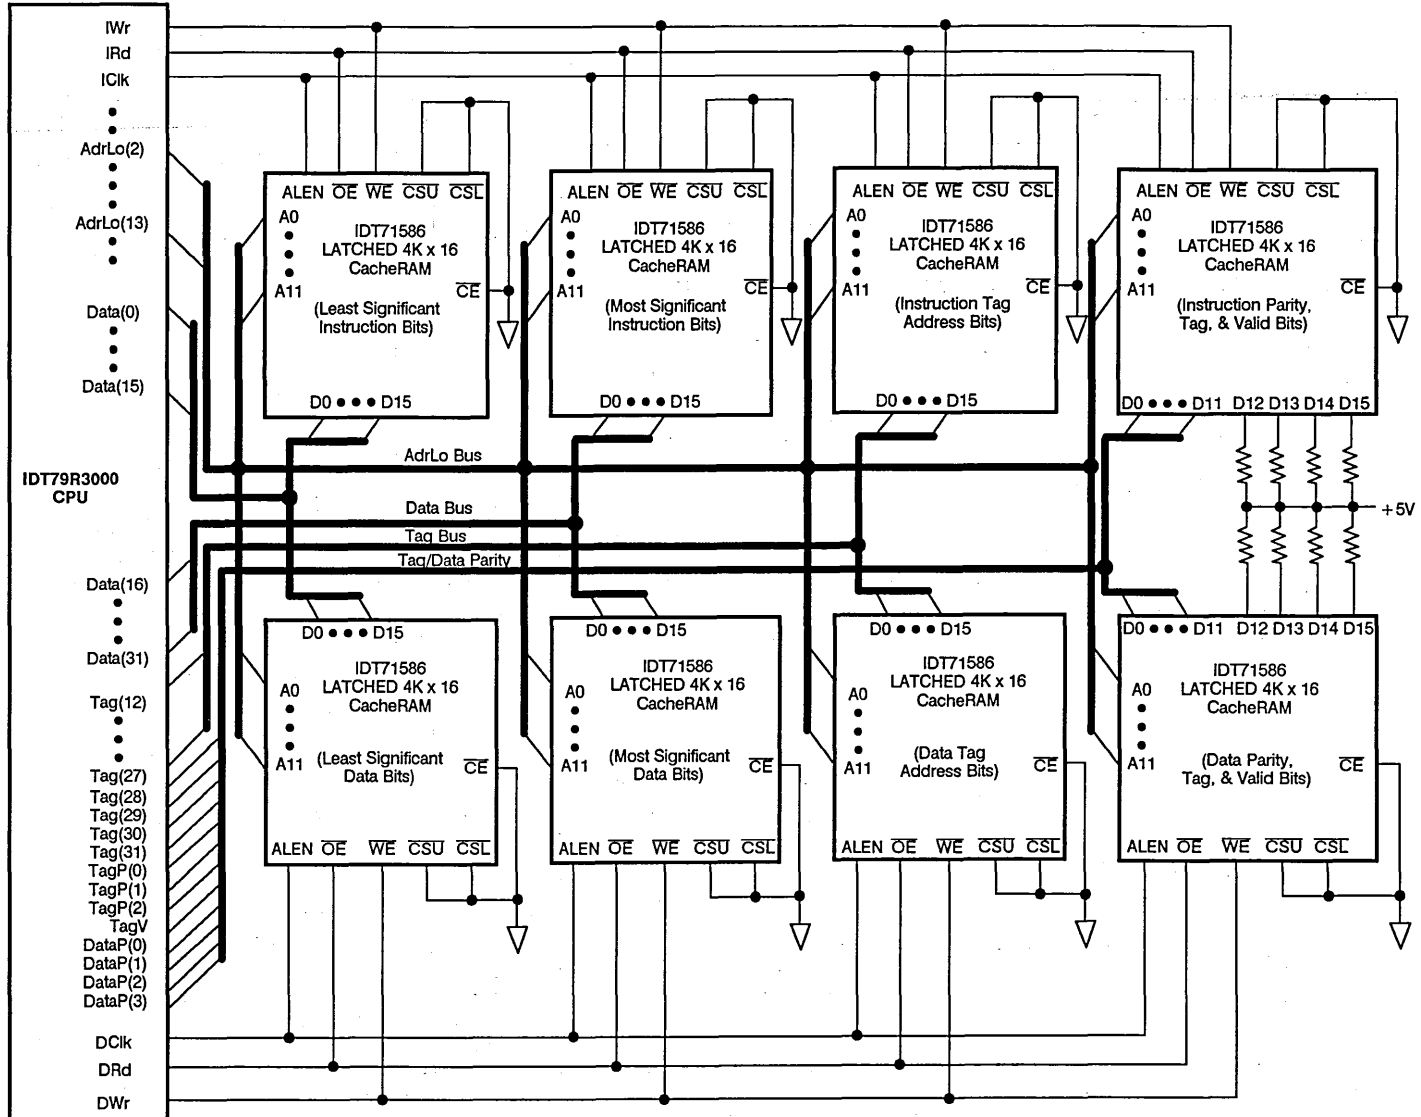 IWr
IRd
IClk
AdrLo(2)
AdrLo(13)
Data(0)
Data(15)
IDT79R3000
CPU
Data(16)
Data(31)
Tag(12)
Tag(27)
Tag(28)
Tag(29)
Tag(30)
Tag(31)
TagP(0)
TagP(1)
TagP(2)
TagV
DataP(0)
DataP(1)
DataP(2)
DataP(3)
DClk
DRd
DWr
ALEN OE WE CSU CSL
A0
IDT71586
LATCHED 4K x 16
CacheRAM
A11
CE
(Least Significant
Instruction Bits)
D0 ••• D15
ALEN OE WE CSU CSL
A0
IDT71586
LATCHED 4K x 16
CacheRAM
A11
CE
(Most Significant
Instruction Bits)
D0 ••• D15
ALEN OE WE CSU CSL
A0
IDT71586
LATCHED 4K x 16
CacheRAM
A11
CE
(Instruction Tag
Address Bits)
D0 ••• D15
ALEN OE WE CSU CSL
A0
IDT71586
LATCHED 4K x 16
CacheRAM
A11
CE
(Instruction Parity,
Tag, & Valid Bits)
D0 ••• D11 D12 D13 D14 D15
AdrLo Bus
Data Bus
Tag Bus
Tag/Data Parity
+5V
D0 ••• D15
IDT71586
LATCHED 4K x 16
CacheRAM
A0
A11
(Least Significant
Data Bits)
CE
ALEN OE WE CSU CSL
D0 ••• D15
IDT71586
LATCHED 4K x 16
CacheRAM
A0
A11
(Most Significant
Data Bits)
CE
ALEN OE WE CSU CSL
D0 ••• D15
IDT71586
LATCHED 4K x 16
CacheRAM
A0
A11
(Data Tag
Address Bits)
CE
ALEN OE WE CSU CSL
D0 ••• D11 D12 D13 D14 D15
IDT71586
LATCHED 4K x 16
CacheRAM
A0
A11
(Data Parity,
Tag, & Valid Bits)
CE
ALEN OE WE CSU CSL